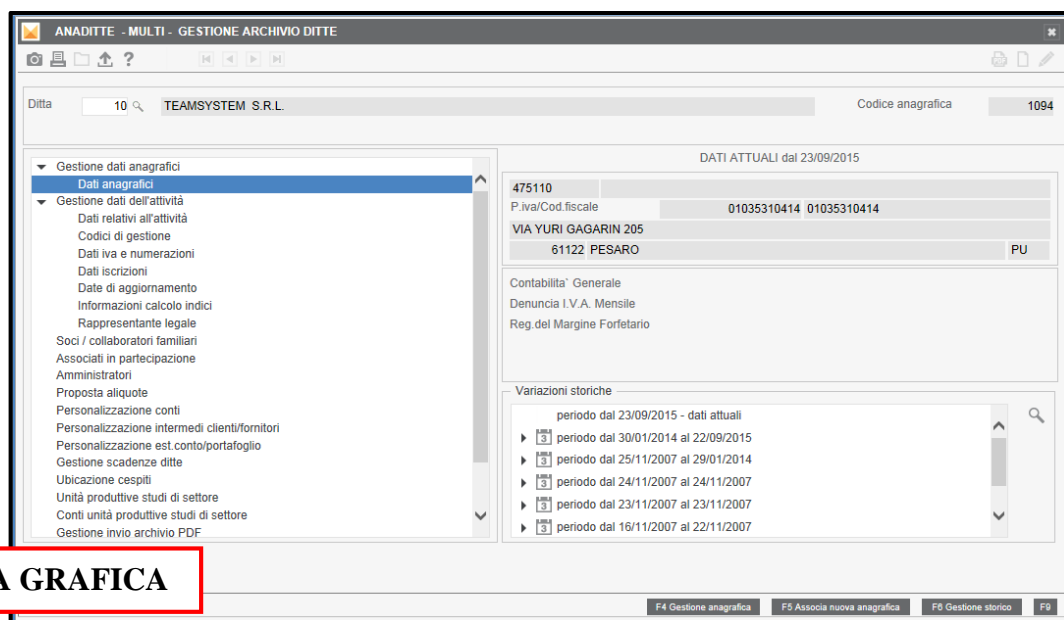 ANADITTE - MULTI - GESTIONE ARCHIVIO DITTE
Ditta 10 TEAMSYSTEM S.R.L. Codice anagrafica 1094
Gestione dati anagrafici
Dati anagrafici
Gestione dati dell'attività
Dati relativi all'attività
Codici di gestione
Dati iva e numerazioni
Dati iscrizioni
Date di aggiornamento
Informazioni calcolo indici
Rappresentante legale
Soci / collaboratori familiari
Associati in partecipazione
Amministratori
Proposta aliquote
Personalizzazione conti
Personalizzazione intermedi clienti/fornitori
Personalizzazione est.conto/portafoglio
Gestione scadenze ditte
Ubicazione cespiti
Unità produttive studi di settore
Conti unità produttive studi di settore
Gestione invio archivio PDF
DATI ATTUALI dal 23/09/2015
475110
P.iva/Cod.fiscale 01035310414 01035310414
VIA YURI GAGARIN 205
61122 PESARO PU
Contabilita` Generale
Denuncia I.V.A. Mensile
Reg.del Margine Forfetario
Variazioni storiche
periodo dal 23/09/2015 - dati attuali
3 periodo dal 30/01/2014 al 22/09/2015
3 periodo dal 25/11/2007 al 29/01/2014
3 periodo dal 24/11/2007 al 24/11/2007
3 periodo dal 23/11/2007 al 23/11/2007
3 periodo dal 16/11/2007 al 22/11/2007
A GRAFICA
F4 Gestione anagrafica F5 Associa nuova anagrafica F6 Gestione storico F9